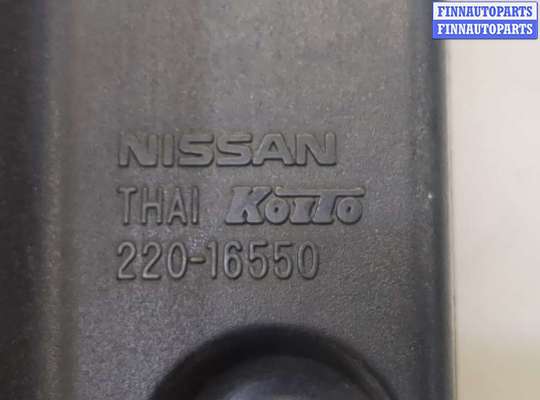 FINNAUTOPARTS
FINNAUTOPARTS
NISSAN
THAI KOITO
220-16550